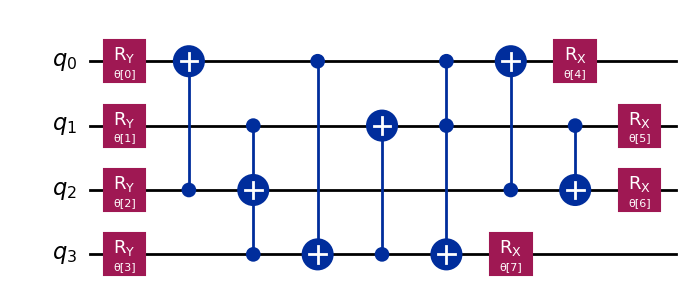 q0 RY θ[0] RX θ[4]
q1 RY θ[1] RX θ[5]
q2 RY θ[2] RX θ[6]
q3 RY θ[3] RX θ[7]